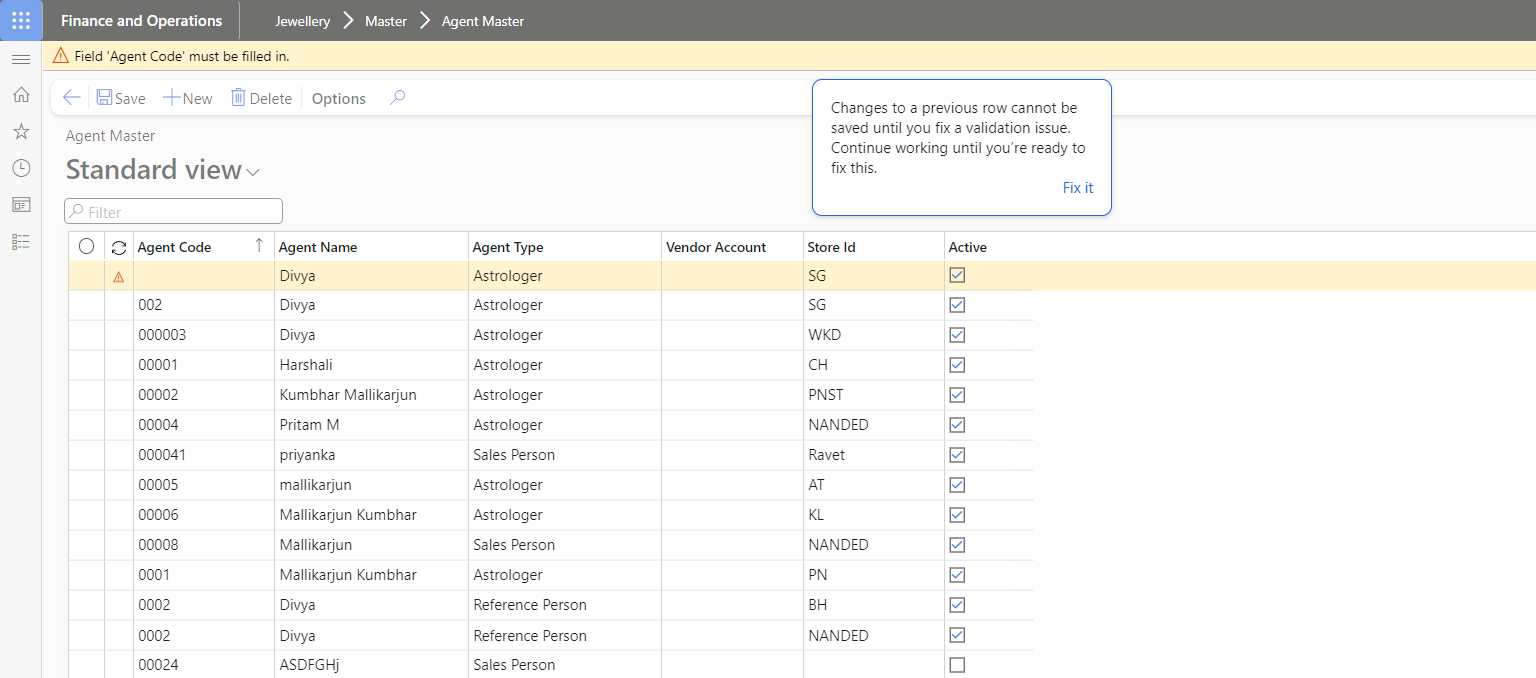 Finance and Operations Jewellery Master Agent Master
Field 'Agent Code' must be filled in.
Save New Delete Options
Changes to a previous row cannot be
saved until you fix a validation issue.
Continue working until you're ready to
fix this.
Fix it
Agent Master
Standard view
Filter
Agent Code Agent Name Agent Type Vendor Account Store Id Active
Divya Astrologer SG
002 Divya Astrologer SG
000003 Divya Astrologer WKD
00001 Harshali Astrologer CH
00002 Kumbhar Mallikarjun Astrologer PNST
00004 Pritam M Astrologer NANDED
000041 priyanka Sales Person Ravet
00005 mallikarjun Astrologer AT
00006 Mallikarjun Kumbhar Astrologer KL
00008 Mallikarjun Sales Person NANDED
0001 Mallikarjun Kumbhar Astrologer PN
0002 Divya Reference Person BH
0002 Divya Reference Person NANDED
00024 ASDFGHj Sales Person